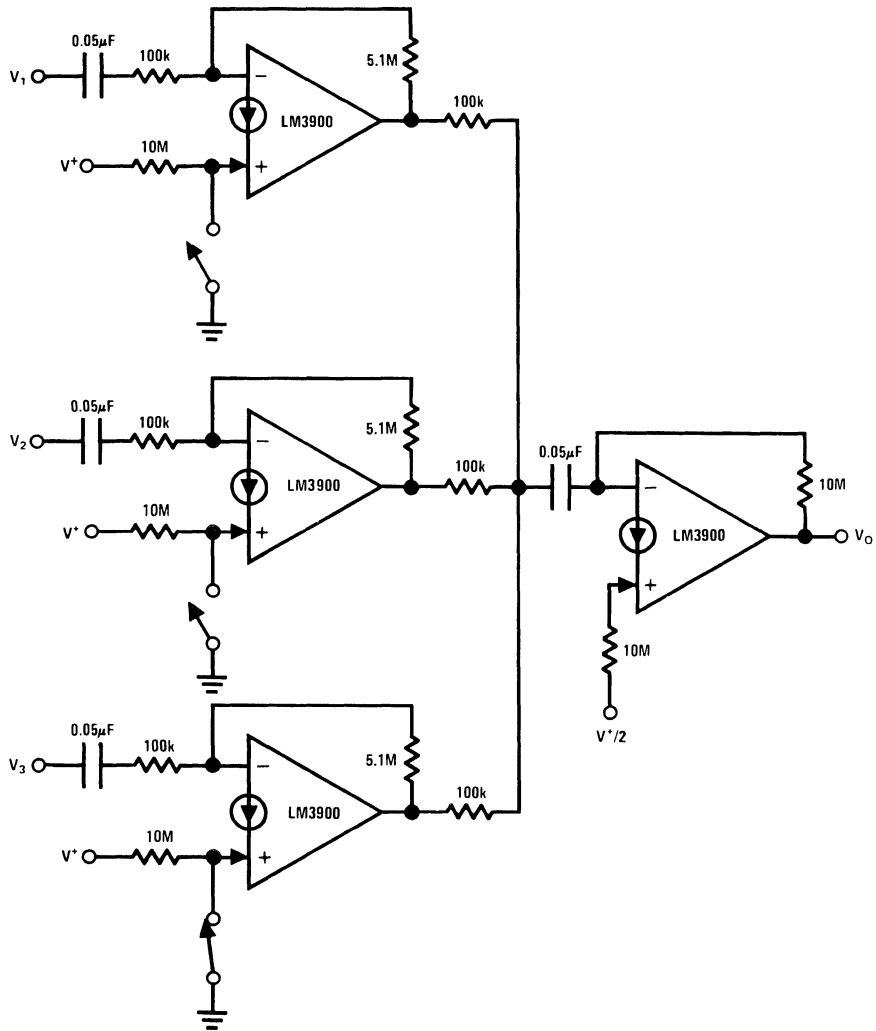 0.05μF
100k
5.1M
V1
−
LM3900
100k
10M
V+
+
0.05μF
100k
5.1M
V2
−
LM3900
100k
0.05μF
10M
V+
+
−
10M
LM3900
VO
+
10M
V+/2
0.05μF
100k
5.1M
V3
−
LM3900
100k
10M
V+
+